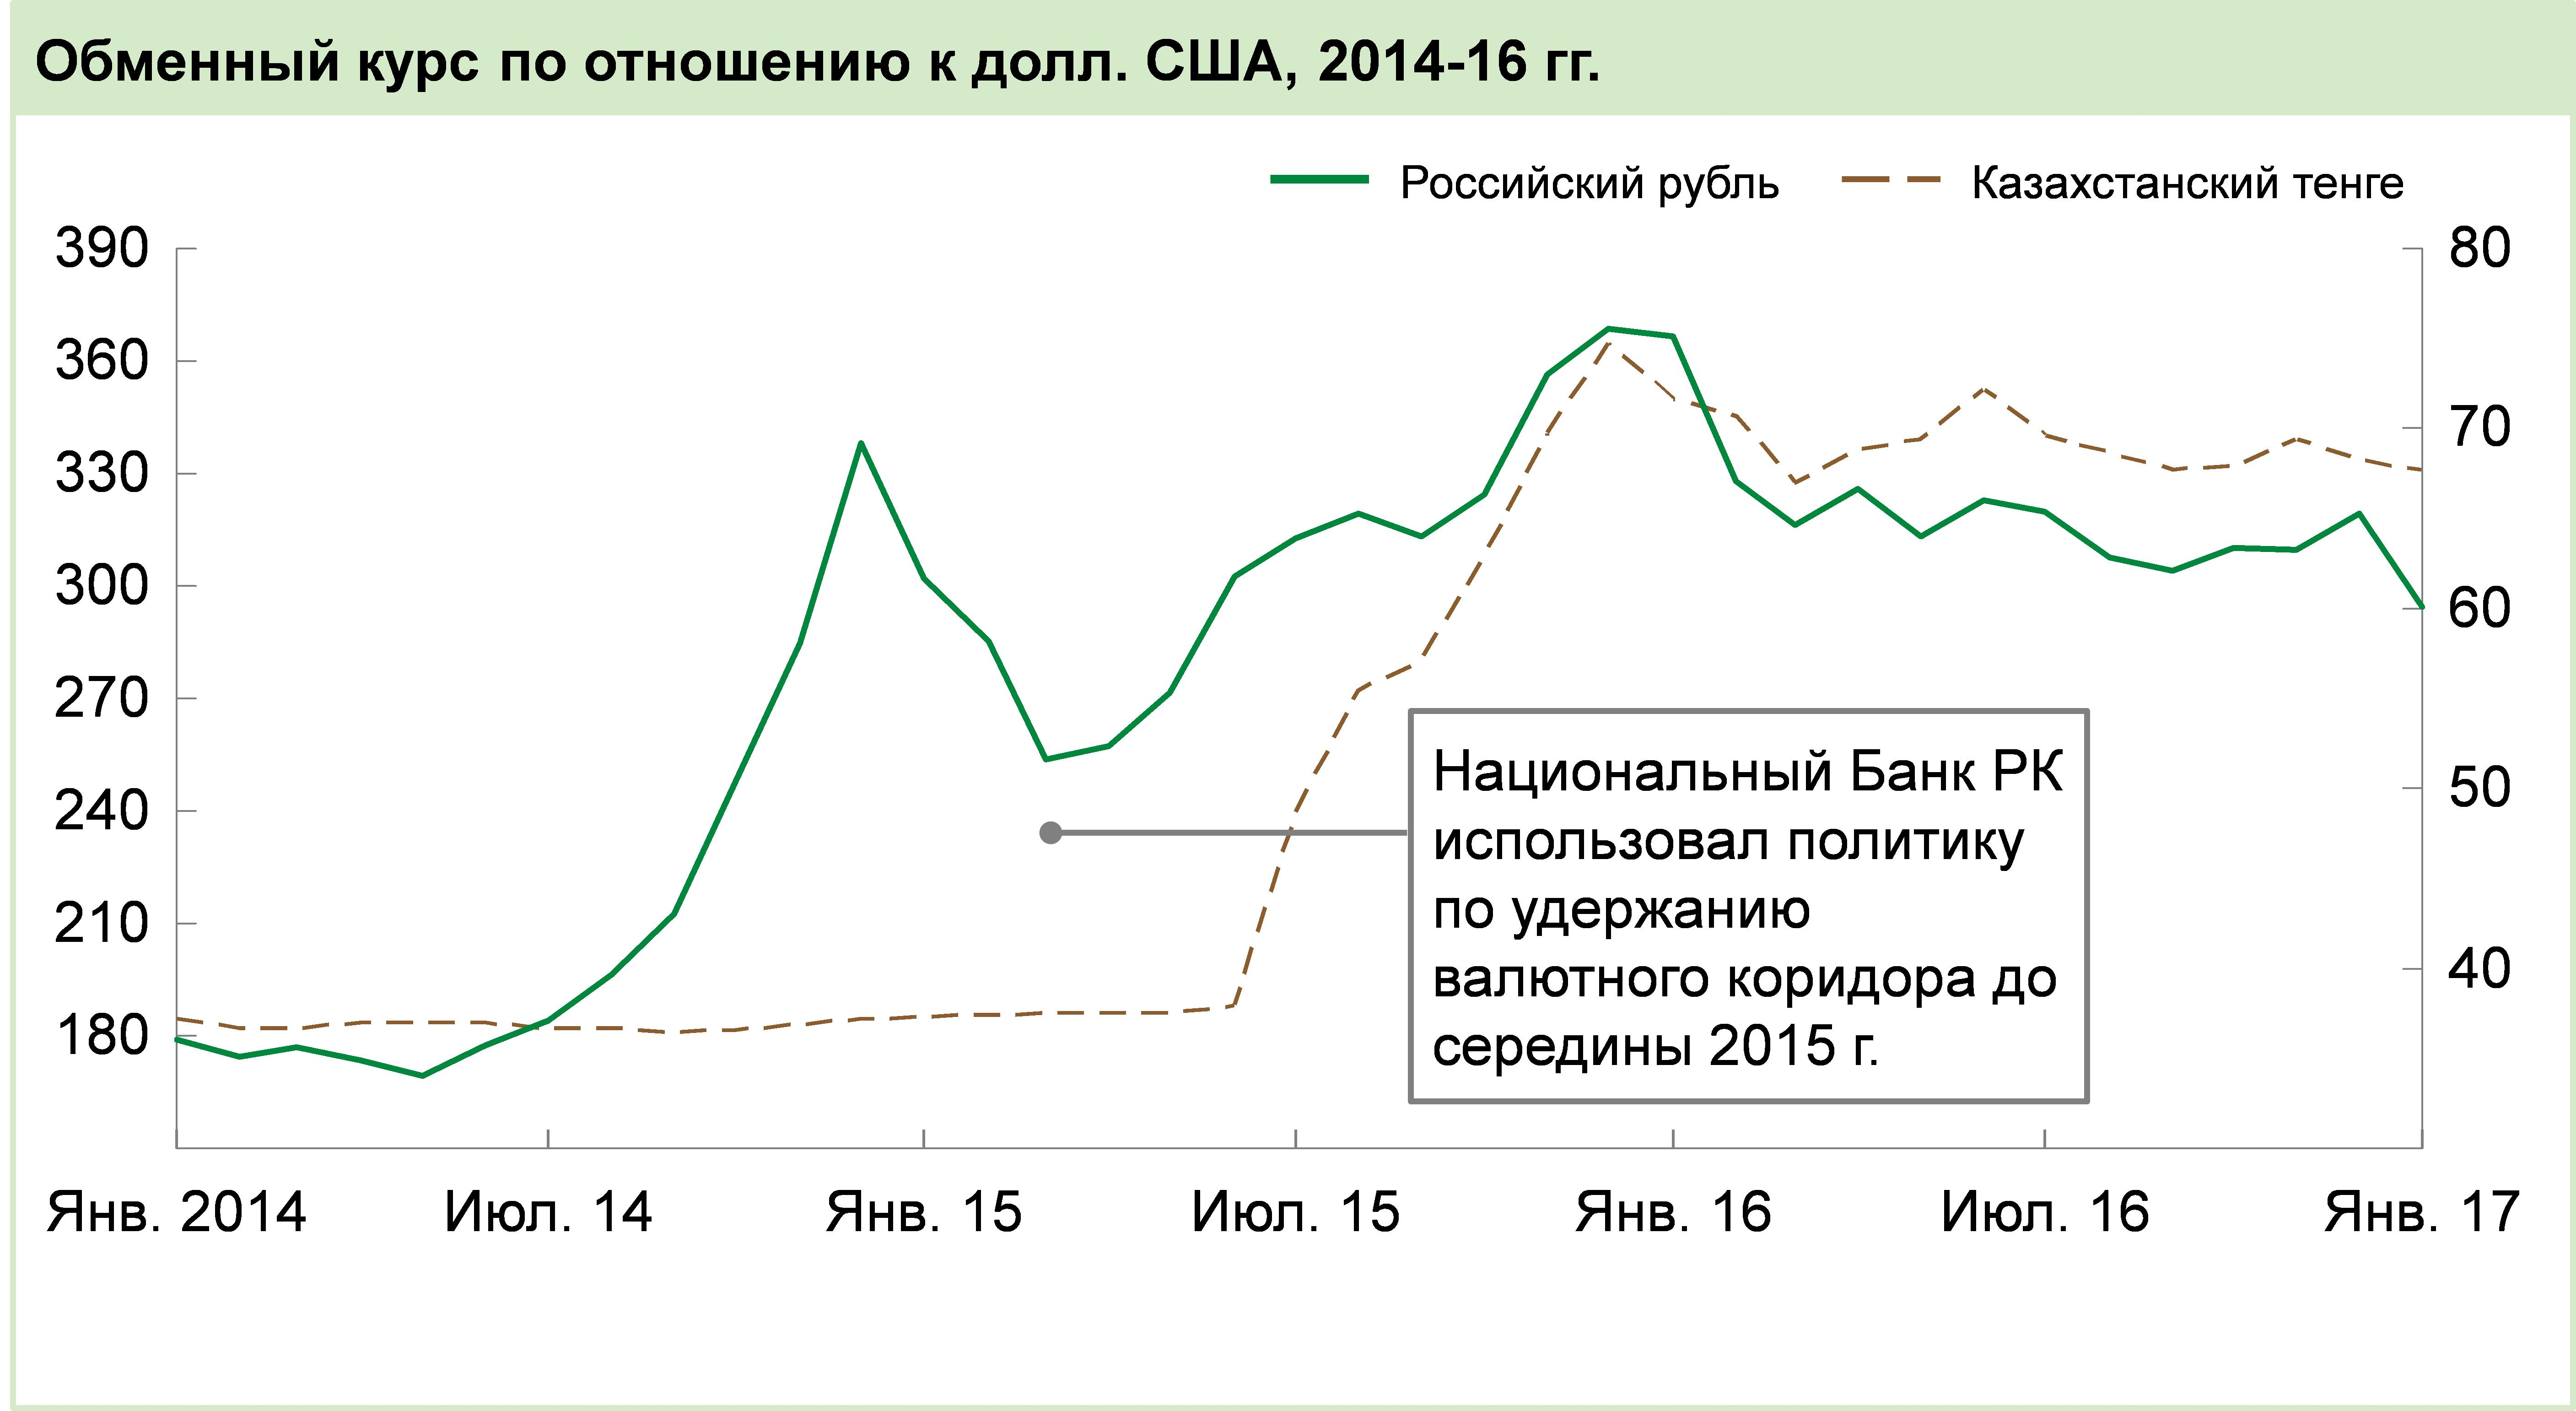 Обменный курс по отношению к долл. США, 2014-16 гг.
Российский рубль
Казахстанский тенге
390
360
330
300
270
240
210
180
80
70
60
50
40
Национальный Банк РК
использовал политику
по удержанию
валютного коридора до
середины 2015 г.
Янв. 2014
Июл. 14
Янв. 15
Июл. 15
Янв. 16
Июл. 16
Янв. 17